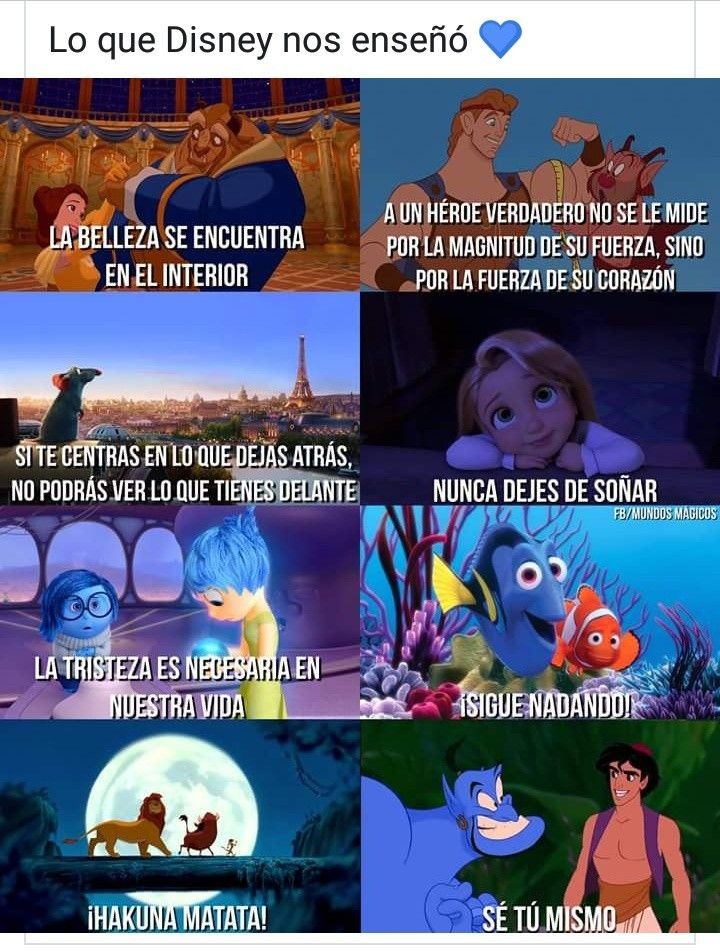 Lo que Disney nos enseñó 💙
LA BELLEZA SE ENCUENTRA
EN EL INTERIOR
A UN HÉROE VERDADERO NO SE LE MIDE
POR LA MAGNITUD DE SU FUERZA, SINO
POR LA FUERZA DE SU CORAZÓN
SI TE CENTRAS EN LO QUE DEJAS ATRÁS,
NO PODRÁS VER LO QUE TIENES DELANTE
NUNCA DEJES DE SOÑAR
FB/MUNDOS MAGICOS
LA TRISTEZA ES NECESARIA EN
NUESTRA VIDA
¡SIGUE NADANDO!
¡HAKUNA MATATA!
SÉ TÚ MISMO